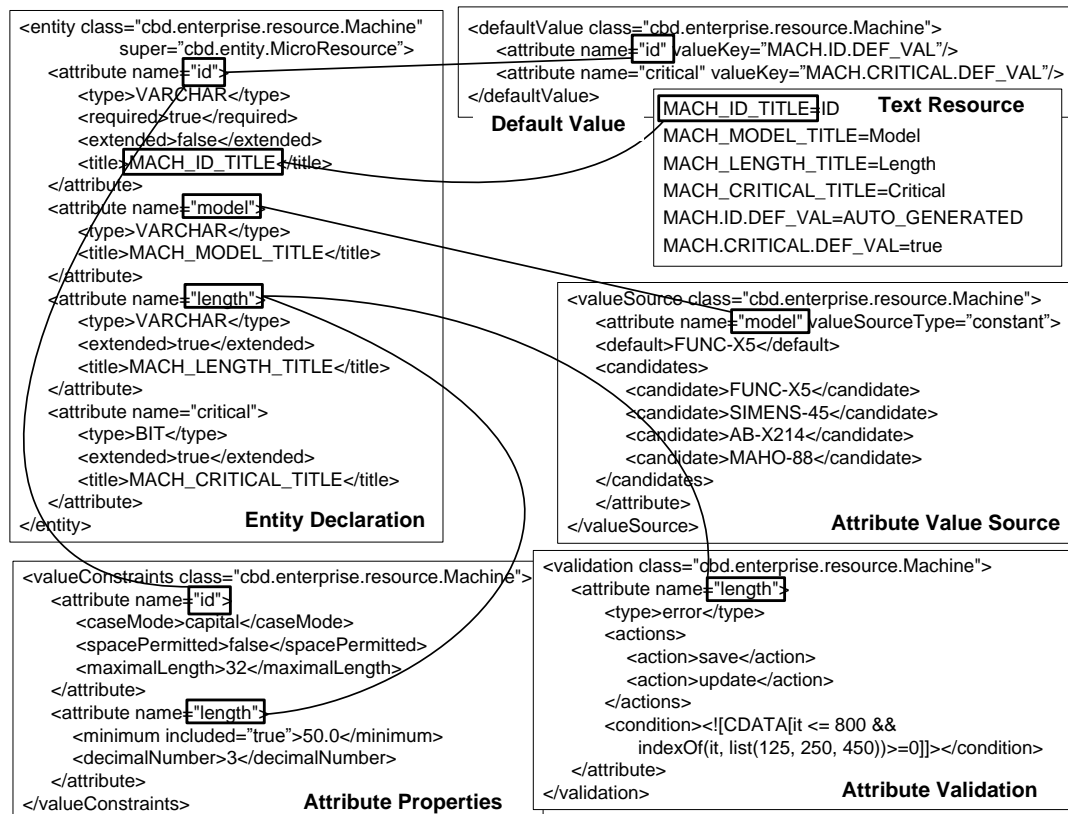 <entity class="cbd.enterprise.resource.Machine"
super="cbd.entity.MicroResource”>
<attribute name="id">
<type>VARCHAR</type>
<required>true</required>
<extended>false</extended>
<title>MACH_ID_TITLE</title>
</attribute>
<attribute name="model">
<type>VARCHAR</type>
<title>MACH_MODEL_TITLE</title>
</attribute>
<attribute name="length">
<type>VARCHAR</type>
<extended>true</extended>
<title>MACH_LENGTH_TITLE</title>
</attribute>
<attribute name="critical">
<type>BIT</type>
<extended>true</extended>
<title>MACH_CRITICAL_TITLE</title>
</attribute>
</entity>
Entity Declaration
<defaultValue class="cbd.enterprise.resource.Machine">
<attribute name="id" valueKey=”MACH.ID.DEF_VAL”/>
<attribute name="critical" valueKey=”MACH.CRITICAL.DEF_VAL”/>
</defaultValue>
Default Value
MACH_ID_TITLE=ID
Text Resource
MACH_MODEL_TITLE=Model
MACH_LENGTH_TITLE=Length
MACH_CRITICAL_TITLE=Critical
MACH.ID.DEF_VAL=AUTO_GENERATED
MACH.CRITICAL.DEF_VAL=true
<valueSource class="cbd.enterprise.resource.Machine">
<attribute name="model" valueSourceType=”constant”>
<default>FUNC-X5</default>
<candidates>
<candidate>FUNC-X5</candidate>
<candidate>SIMENS-45</candidate>
<candidate>AB-X214</candidate>
<candidate>MAHO-88</candidate>
</candidates>
</attribute>
</valueSource>
Attribute Value Source
<valueConstraints class="cbd.enterprise.resource.Machine">
<attribute name="id">
<caseMode>capital</caseMode>
<spacePermitted>false</spacePermitted>
<maximalLength>32</maximalLength>
</attribute>
<attribute name="length">
<minimum included=”true”>50.0</minimum>
<decimalNumber>3</decimalNumber>
</attribute>
</valueConstraints>
Attribute Properties
<validation class="cbd.enterprise.resource.Machine">
<attribute name="length">
<type>error</type>
<actions>
<action>save</action>
<action>update</action>
</actions>
<condition><![CDATA[it <= 800 &&
indexOf(it, list(125, 250, 450))>=0]]></condition>
</attribute>
</validation>
Attribute Validation